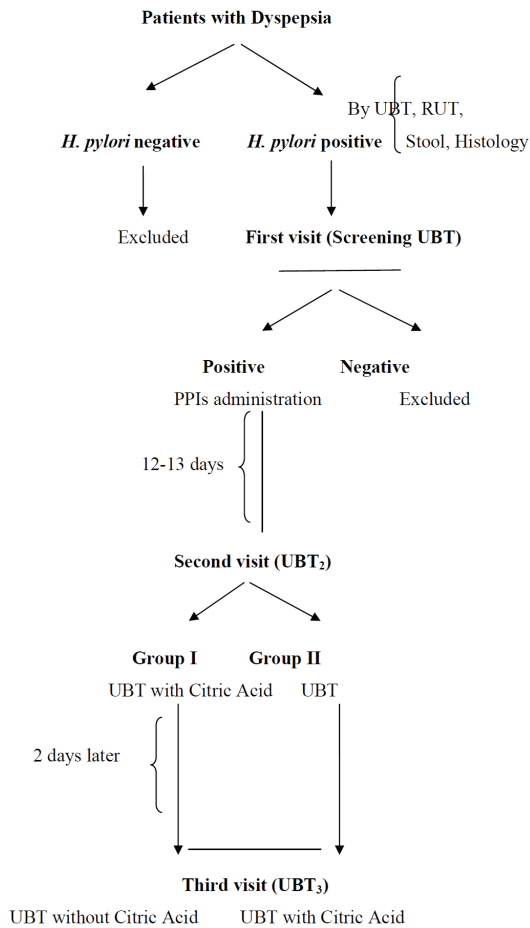 Patients with Dyspepsia
By UBT, RUT,
H. pylori negative H. pylori positive Stool, Histology
Excluded First visit (Screening UBT)
Positive Negative
PPIs administration Excluded
12-13 days
Second visit (UBT₂)
Group I Group II
UBT with Citric Acid UBT
2 days later
Third visit (UBT₃)
UBT without Citric Acid UBT with Citric Acid